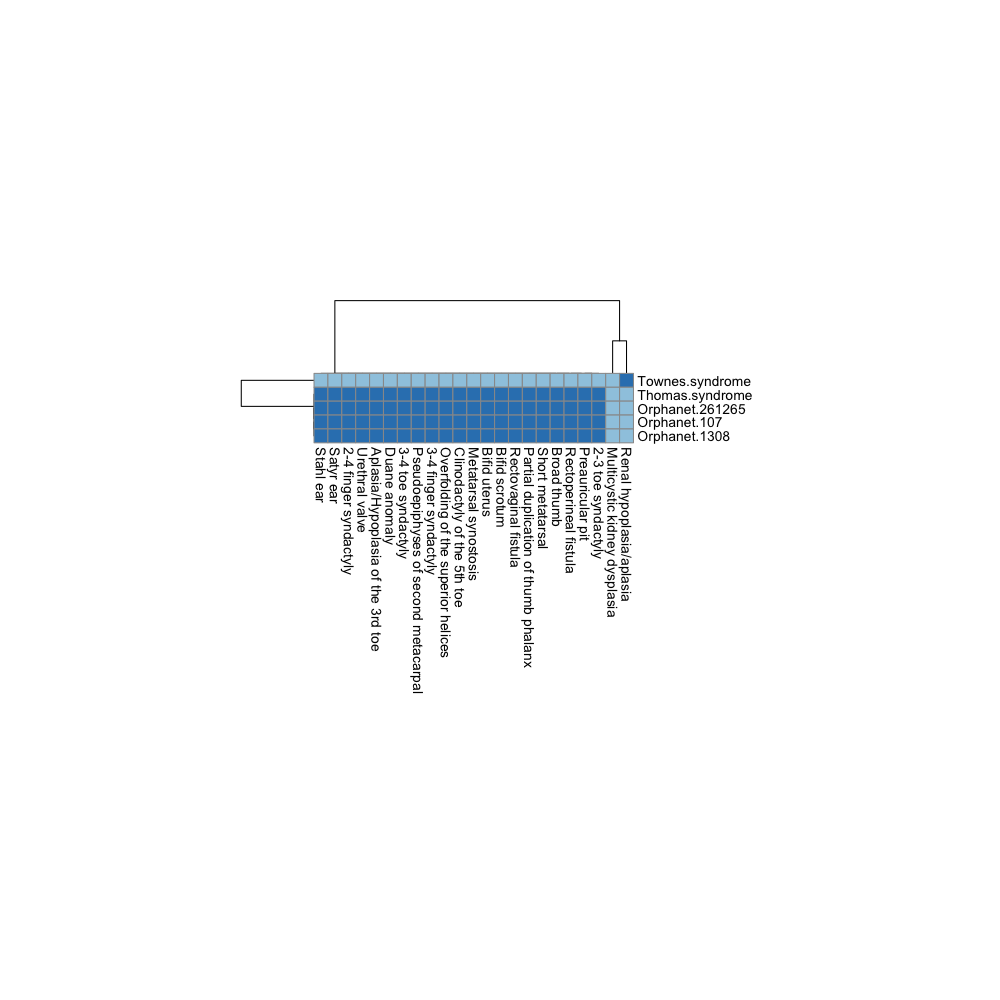 Townes.syndrome
Thomas.syndrome
Orphanet.261265
Orphanet.107
Orphanet.1308
Stahl ear
Satyr ear
2-4 finger syndactyly
Urethral valve
Aplasia/Hypoplasia of the 3rd toe
Duane anomaly
3-4 toe syndactyly
Pseudoepiphyses of second metacarpal
3-4 finger syndactyly
Overfolding of the superior helices
Clinodactyly of the 5th toe
Metatarsal synostosis
Bifid uterus
Bifid scrotum
Rectovaginal fistula
Partial duplication of thumb phalanx
Short metatarsal
Broad thumb
Rectoperineal fistula
Preauricular pit
2-3 toe syndactyly
Multicystic kidney dysplasia
Renal hypoplasia/aplasia